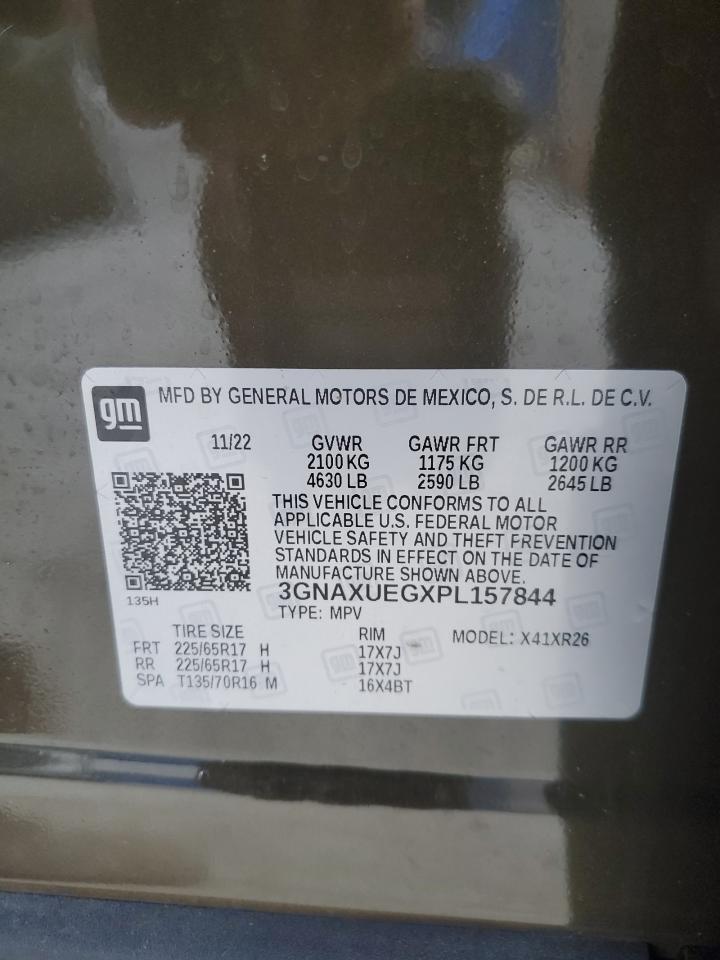 gm
MFD BY GENERAL MOTORS DE MEXICO, S. DE R.L. DE C.V.
11/22 GVWR GAWR FRT GAWR RR
2100 KG 1175 KG 1200 KG
4630 LB 2590 LB 2645 LB
THIS VEHICLE CONFORMS TO ALL
APPLICABLE U.S. FEDERAL MOTOR
VEHICLE SAFETY AND THEFT PREVENTION
STANDARDS IN EFFECT ON THE DATE OF
MANUFACTURE SHOWN ABOVE.
135H
3GNAXUEGXPL157844
TYPE: MPV
TIRE SIZE RIM MODEL: X41XR26
FRT 225/65R17 H 17X7J
RR 225/65R17 H 17X7J
SPA T135/70R16 M 16X4BT